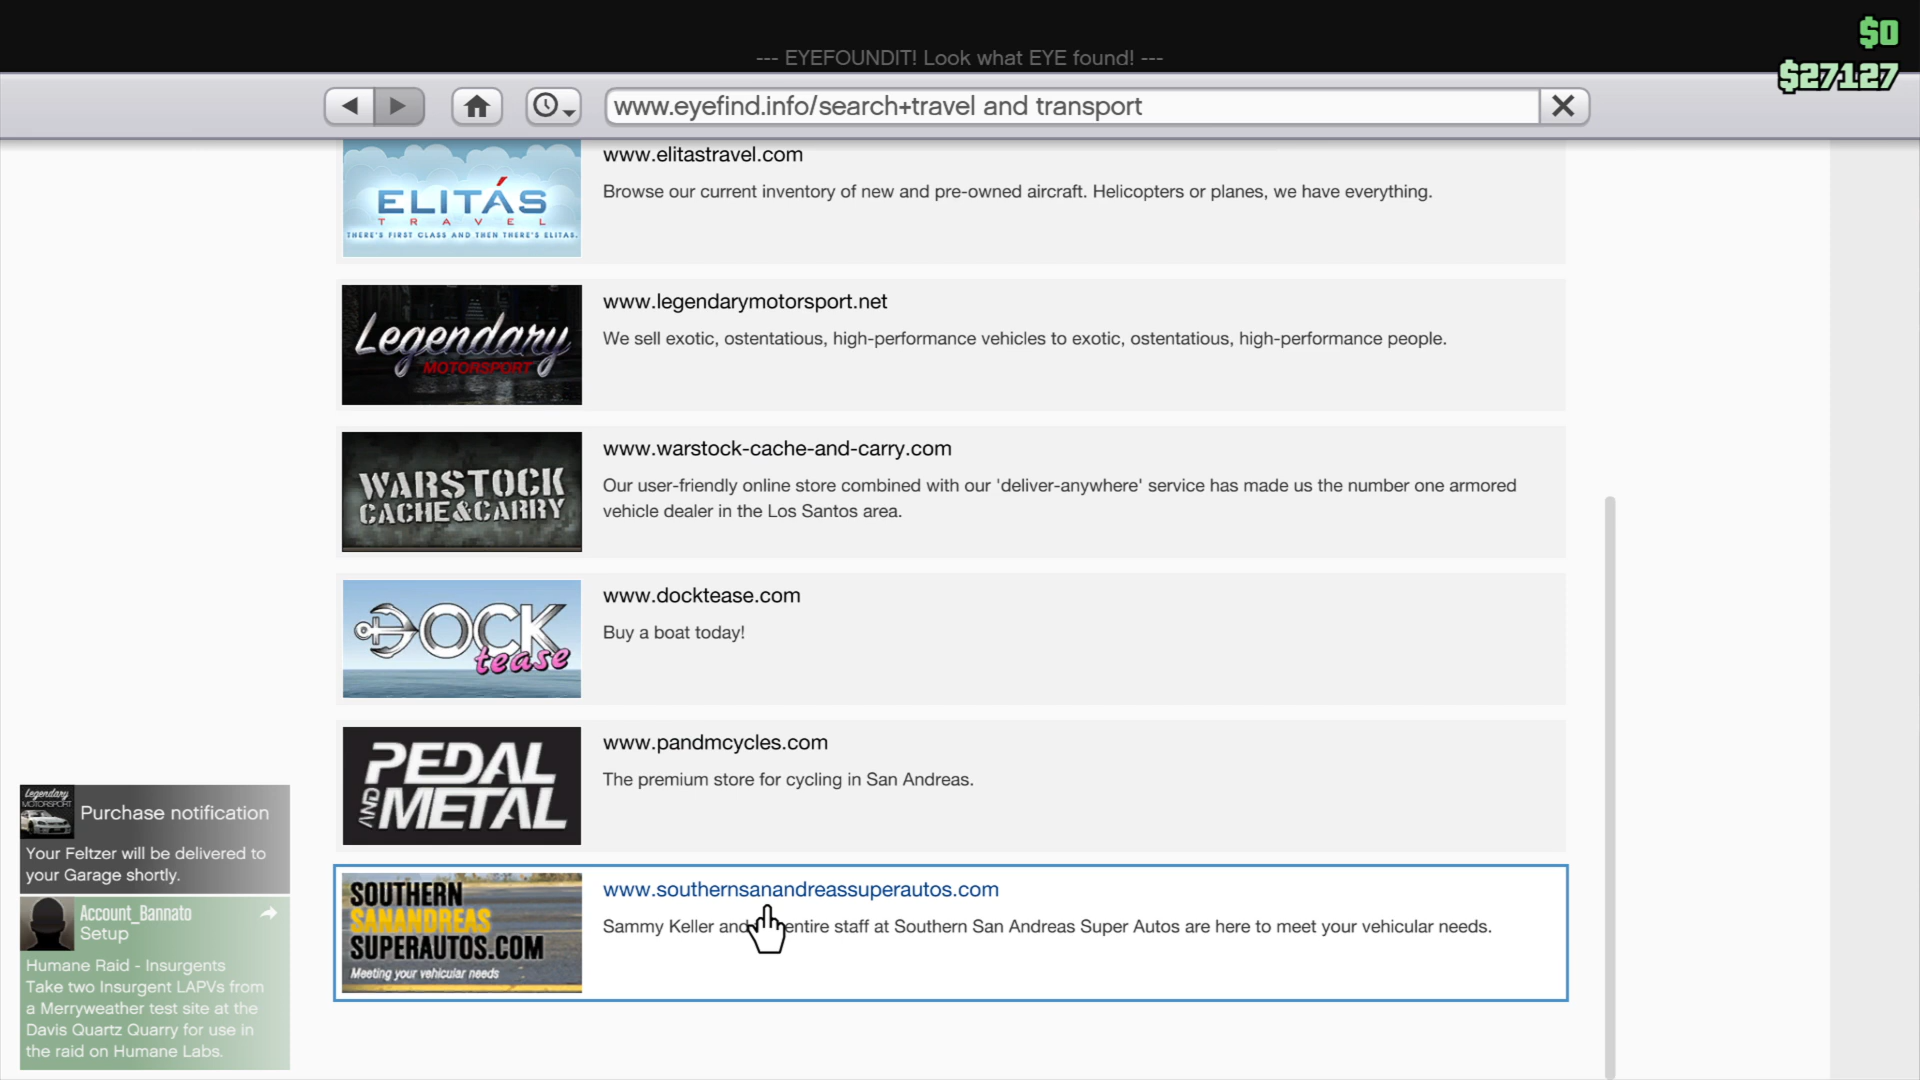 $0
--- EYEFOUNDIT! Look what EYE found! ---
$27127
www.eyefind.info/search+travel and transport
ELITÁS
TRAVEL
THERE'S FIRST CLASS AND THEN THERE'S ELITAS.
www.elitastravel.com
Browse our current inventory of new and pre-owned aircraft. Helicopters or planes, we have everything.
Legendary
MOTORSPORT
www.legendarymotorsport.net
We sell exotic, ostentatious, high-performance vehicles to exotic, ostentatious, high-performance people.
WARSTOCK
CACHE&CARRY
www.warstock-cache-and-carry.com
Our user-friendly online store combined with our 'deliver-anywhere' service has made us the number one armored
vehicle dealer in the Los Santos area.
DOCK
tease
www.docktease.com
Buy a boat today!
PEDAL
AND METAL
www.pandmcycles.com
The premium store for cycling in San Andreas.
SOUTHERN
SANANDREAS
SUPERAUTOS.COM
Meeting your vehicular needs
www.southernsanandreassuperautos.com
Sammy Keller and entire staff at Southern San Andreas Super Autos are here to meet your vehicular needs.
Legendary
MOTORSPORT
Purchase notification
Your Feltzer will be delivered to
your Garage shortly.
Account_Bannato
Setup
Humane Raid - Insurgents
Take two Insurgent LAPVs from
a Merryweather test site at the
Davis Quartz Quarry for use in
the raid on Humane Labs.